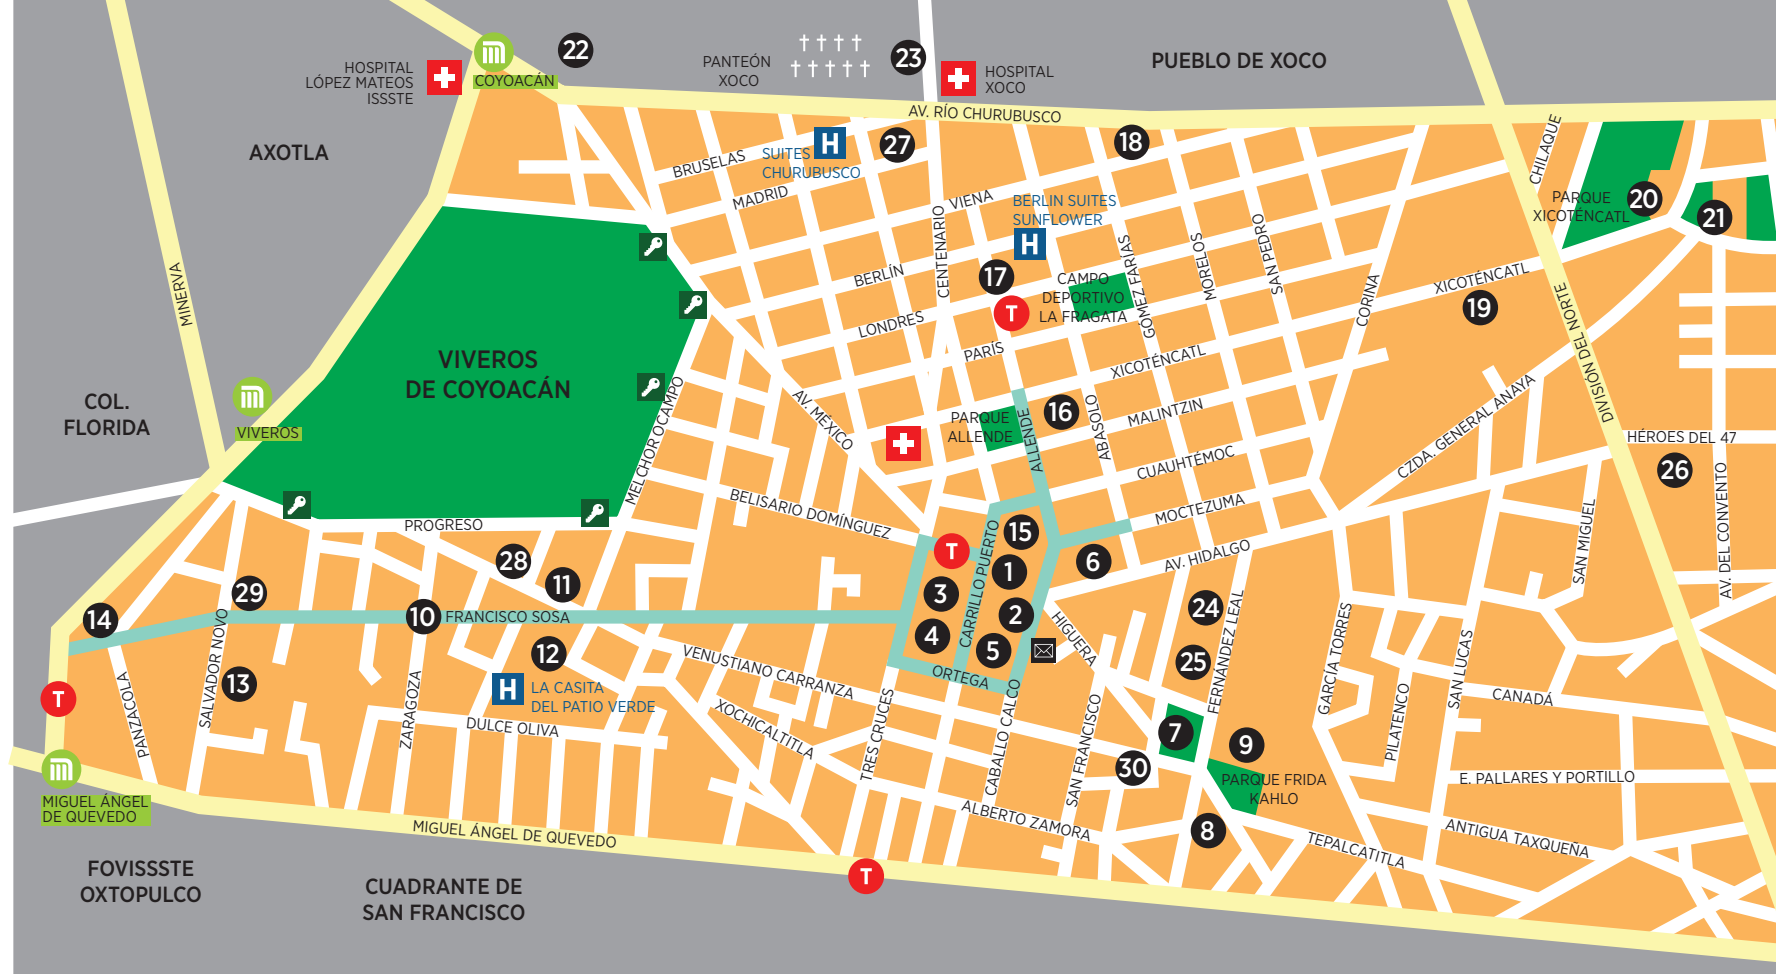 22
23
PUEBLO DE XOCO
HOSPITAL
LÓPEZ MATEOS
ISSSTE
COYOACÁN
PANTEÓN
XOCO
HOSPITAL
XOCO
AV. RÍO CHURUBUSCO
AXOTLA
BRUSELAS
SUITES
CHURUBUSCO
H
27
18
CHILAQUE
MADRID
VIENA
BERLIN SUITES
SUNFLOWER
H
PARQUE
XICOTÉNCATL
20
21
CENTENARIO
GÓMEZ FARÍAS
MORELOS
SAN PEDRO
CORINA
MINERVA
BERLÍN
17
CAMPO
DEPORTIVO
LA FRAGATA
T
XICOTÉNCATL
19
DIVISIÓN DEL NORTE
LONDRES
PARÍS
XICOTÉNCATL
VIVEROS
DE COYOACÁN
COL.
FLORIDA
VIVEROS
MELCHOR OCAMPO
AV. MÉXICO
PARQUE
ALLENDE
ALLENDE
16
ABASOLO
MALINTZIN
CZDA. GENERAL ANAYA
HÉROES DEL 47
26
CUAUHTÉMOC
MOCTEZUMA
BELISARIO DOMÍNGUEZ
PROGRESO
AV. HIDALGO
SAN MIGUEL
AV. DEL CONVENTO
28
11
T
15
1
6
CARRILLO PUERTO
3
2
4
5
29
14
10
FRANCISCO SOSA
12
13
24
25
HIGUERA
FERNÁNDEZ LEAL
GARCÍA TORRES
PILATENCO
SAN LUCAS
CANADÁ
VENUSTIANO CARRANZA
ORTEGA
H
LA CASITA
DEL PATIO VERDE
T
PANZACOLA
SALVADOR NOVO
ZARAGOZA
DULCE OLIVA
XOCHICALTITLA
TRES CRUCES
CABALLO CALCO
SAN FRANCISCO
7
9
30
PARQUE FRIDA
KAHLO
E. PALLARES Y PORTILLO
MIGUEL ÁNGEL
DE QUEVEDO
MIGUEL ÁNGEL DE QUEVEDO
ALBERTO ZAMORA
8
TEPALCATITLA
ANTIGUA TAXQUEÑA
T
FOVISSSTE
OXTOPULCO
CUADRANTE DE
SAN FRANCISCO